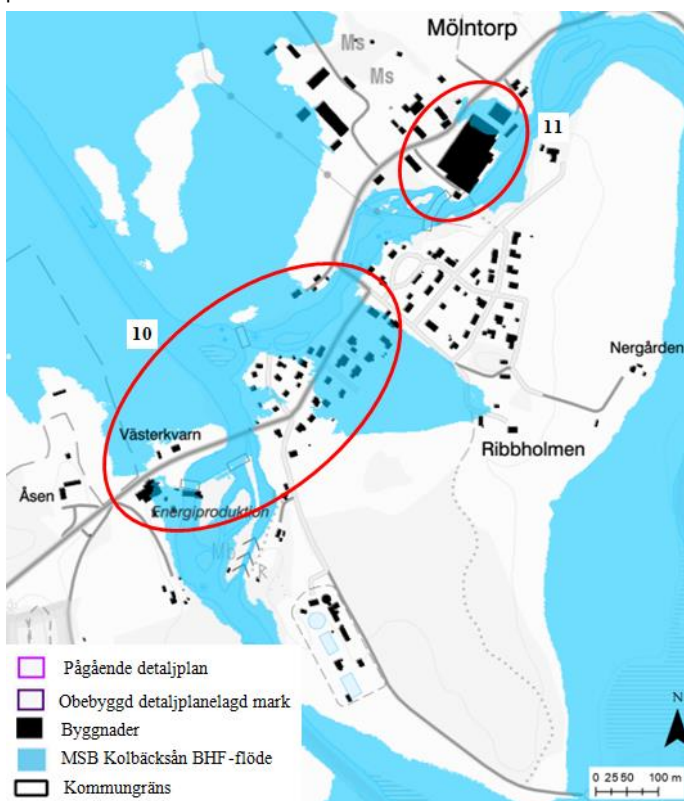 Mölntorp
Ms
Ms
11
10
Nergården
Västerkvarn
Ribbholmen
Åsen
Energiproduktion
Mb
Pågående detaljplan
Obebyggd detaljplanelagd mark
Byggnader
MSB Kolbäcksån BHF-flöde
Kommungräns
N
0 25 50 100 m